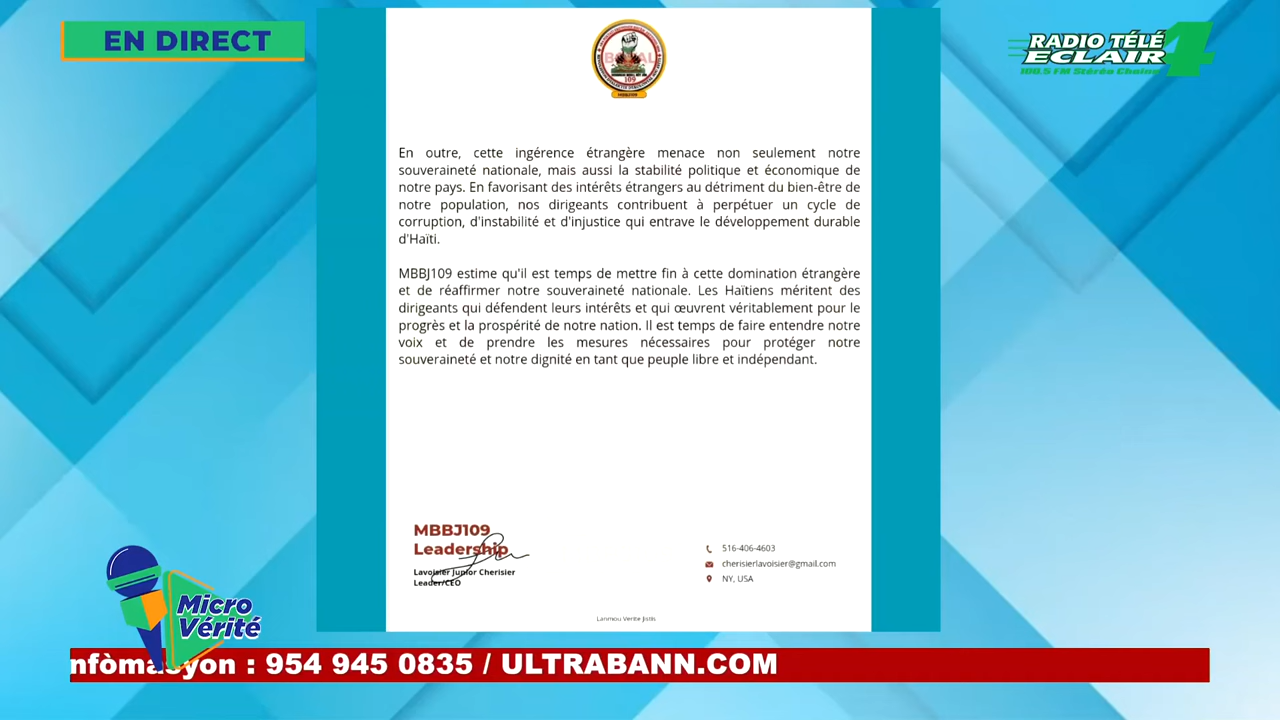 EN DIRECT
RADIO TÉLÉ
ECLAIR
4
100.5 FM Stéréo Chaine
109
En outre, cette ingérence étrangère menace non seulement notre
souveraineté nationale, mais aussi la stabilité politique et économique de
notre pays. En favorisant des intérêts étrangers au détriment du bien-être de
notre population, nos dirigeants contribuent à perpétuer un cycle de
corruption, d'instabilité et d'injustice qui entrave le développement durable
d'Haïti.
MBBJ109 estime qu'il est temps de mettre fin à cette domination étrangère
et de réaffirmer notre souveraineté nationale. Les Haïtiens méritent des
dirigeants qui défendent leurs intérêts et qui œuvrent véritablement pour le
progrès et la prospérité de notre nation. Il est temps de faire entendre notre
voix et de prendre les mesures nécessaires pour protéger notre
souveraineté et notre dignité en tant que peuple libre et indépendant.
MBBJ109
Leadership
Lavoisier Junior Cherisier
Leader/CEO
516-406-4603
cherisierlavoisier@gmail.com
NY, USA
Lanmou Verite Jistis
Micro
Vérité
nfòmasyon : 954 945 0835 / ULTRABANN.COM